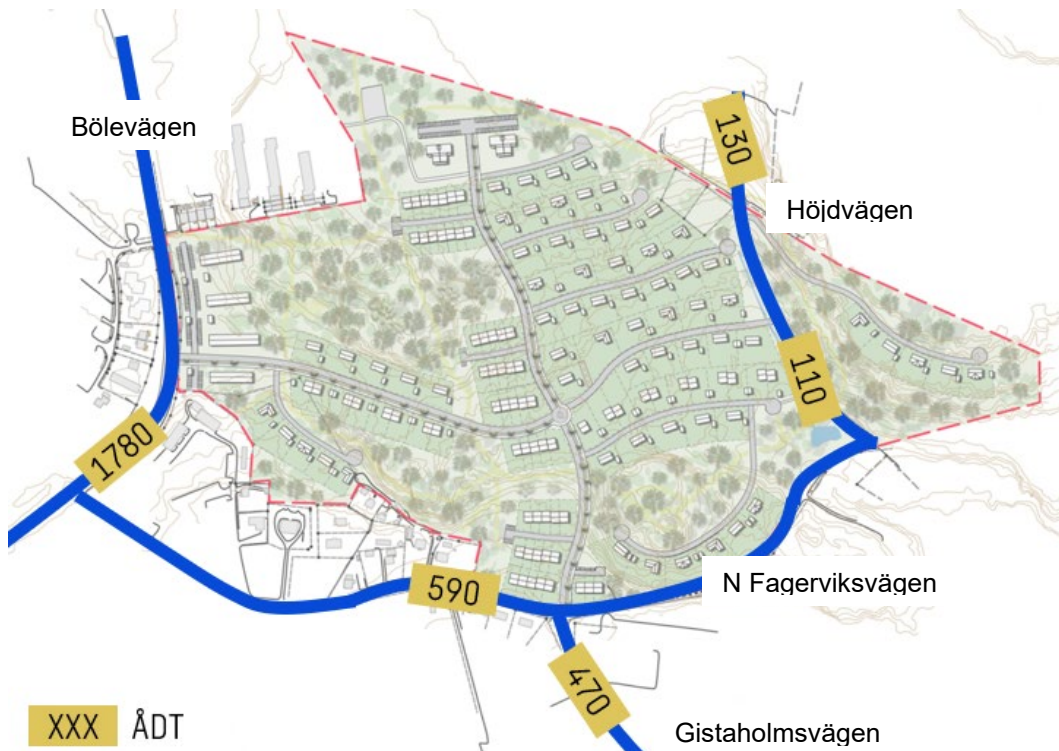 Bölevägen
130
Höjdvägen
110
1780
590
N Fagerviksvägen
470
XXX ÅDT
Gistaholmsvägen